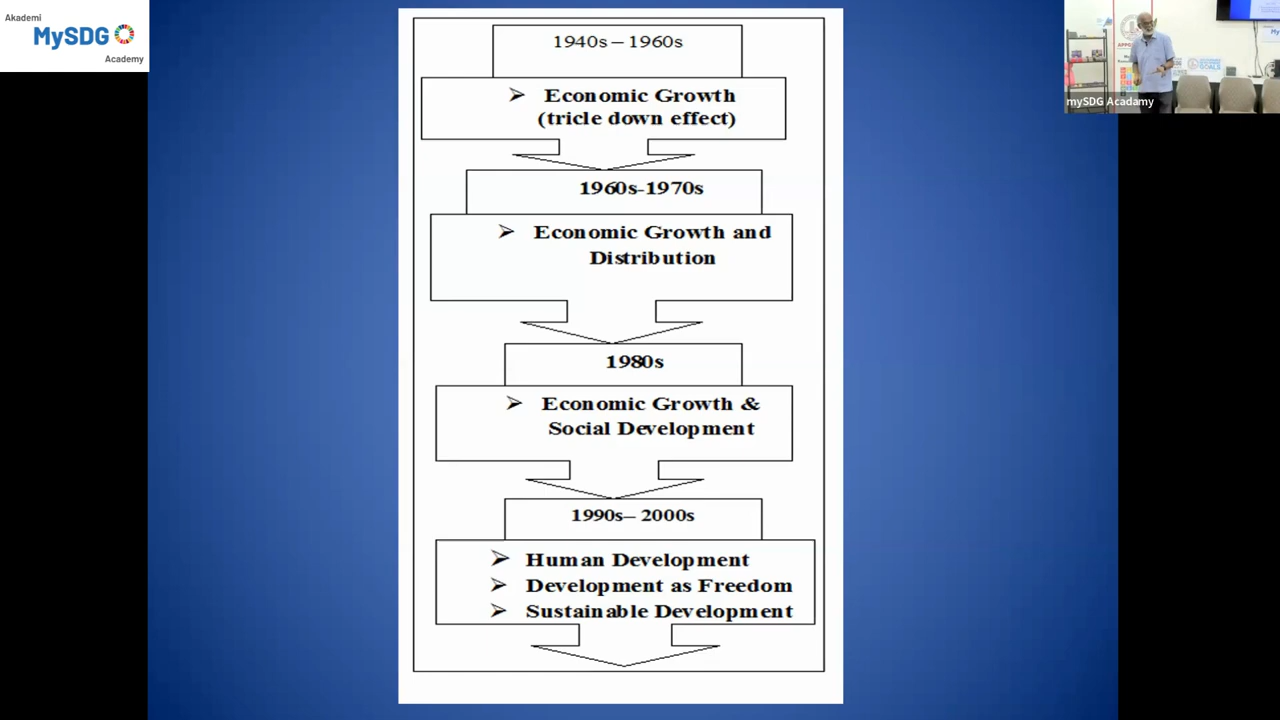 Akademi
MySDG
Academy
1940s – 1960s
➢ Economic Growth
(tricle down effect)
1960s-1970s
➢ Economic Growth and
Distribution
1980s
➢ Economic Growth &
Social Development
1990s– 2000s
➢ Human Development
➢ Development as Freedom
➢ Sustainable Development
mySDG Acadamy